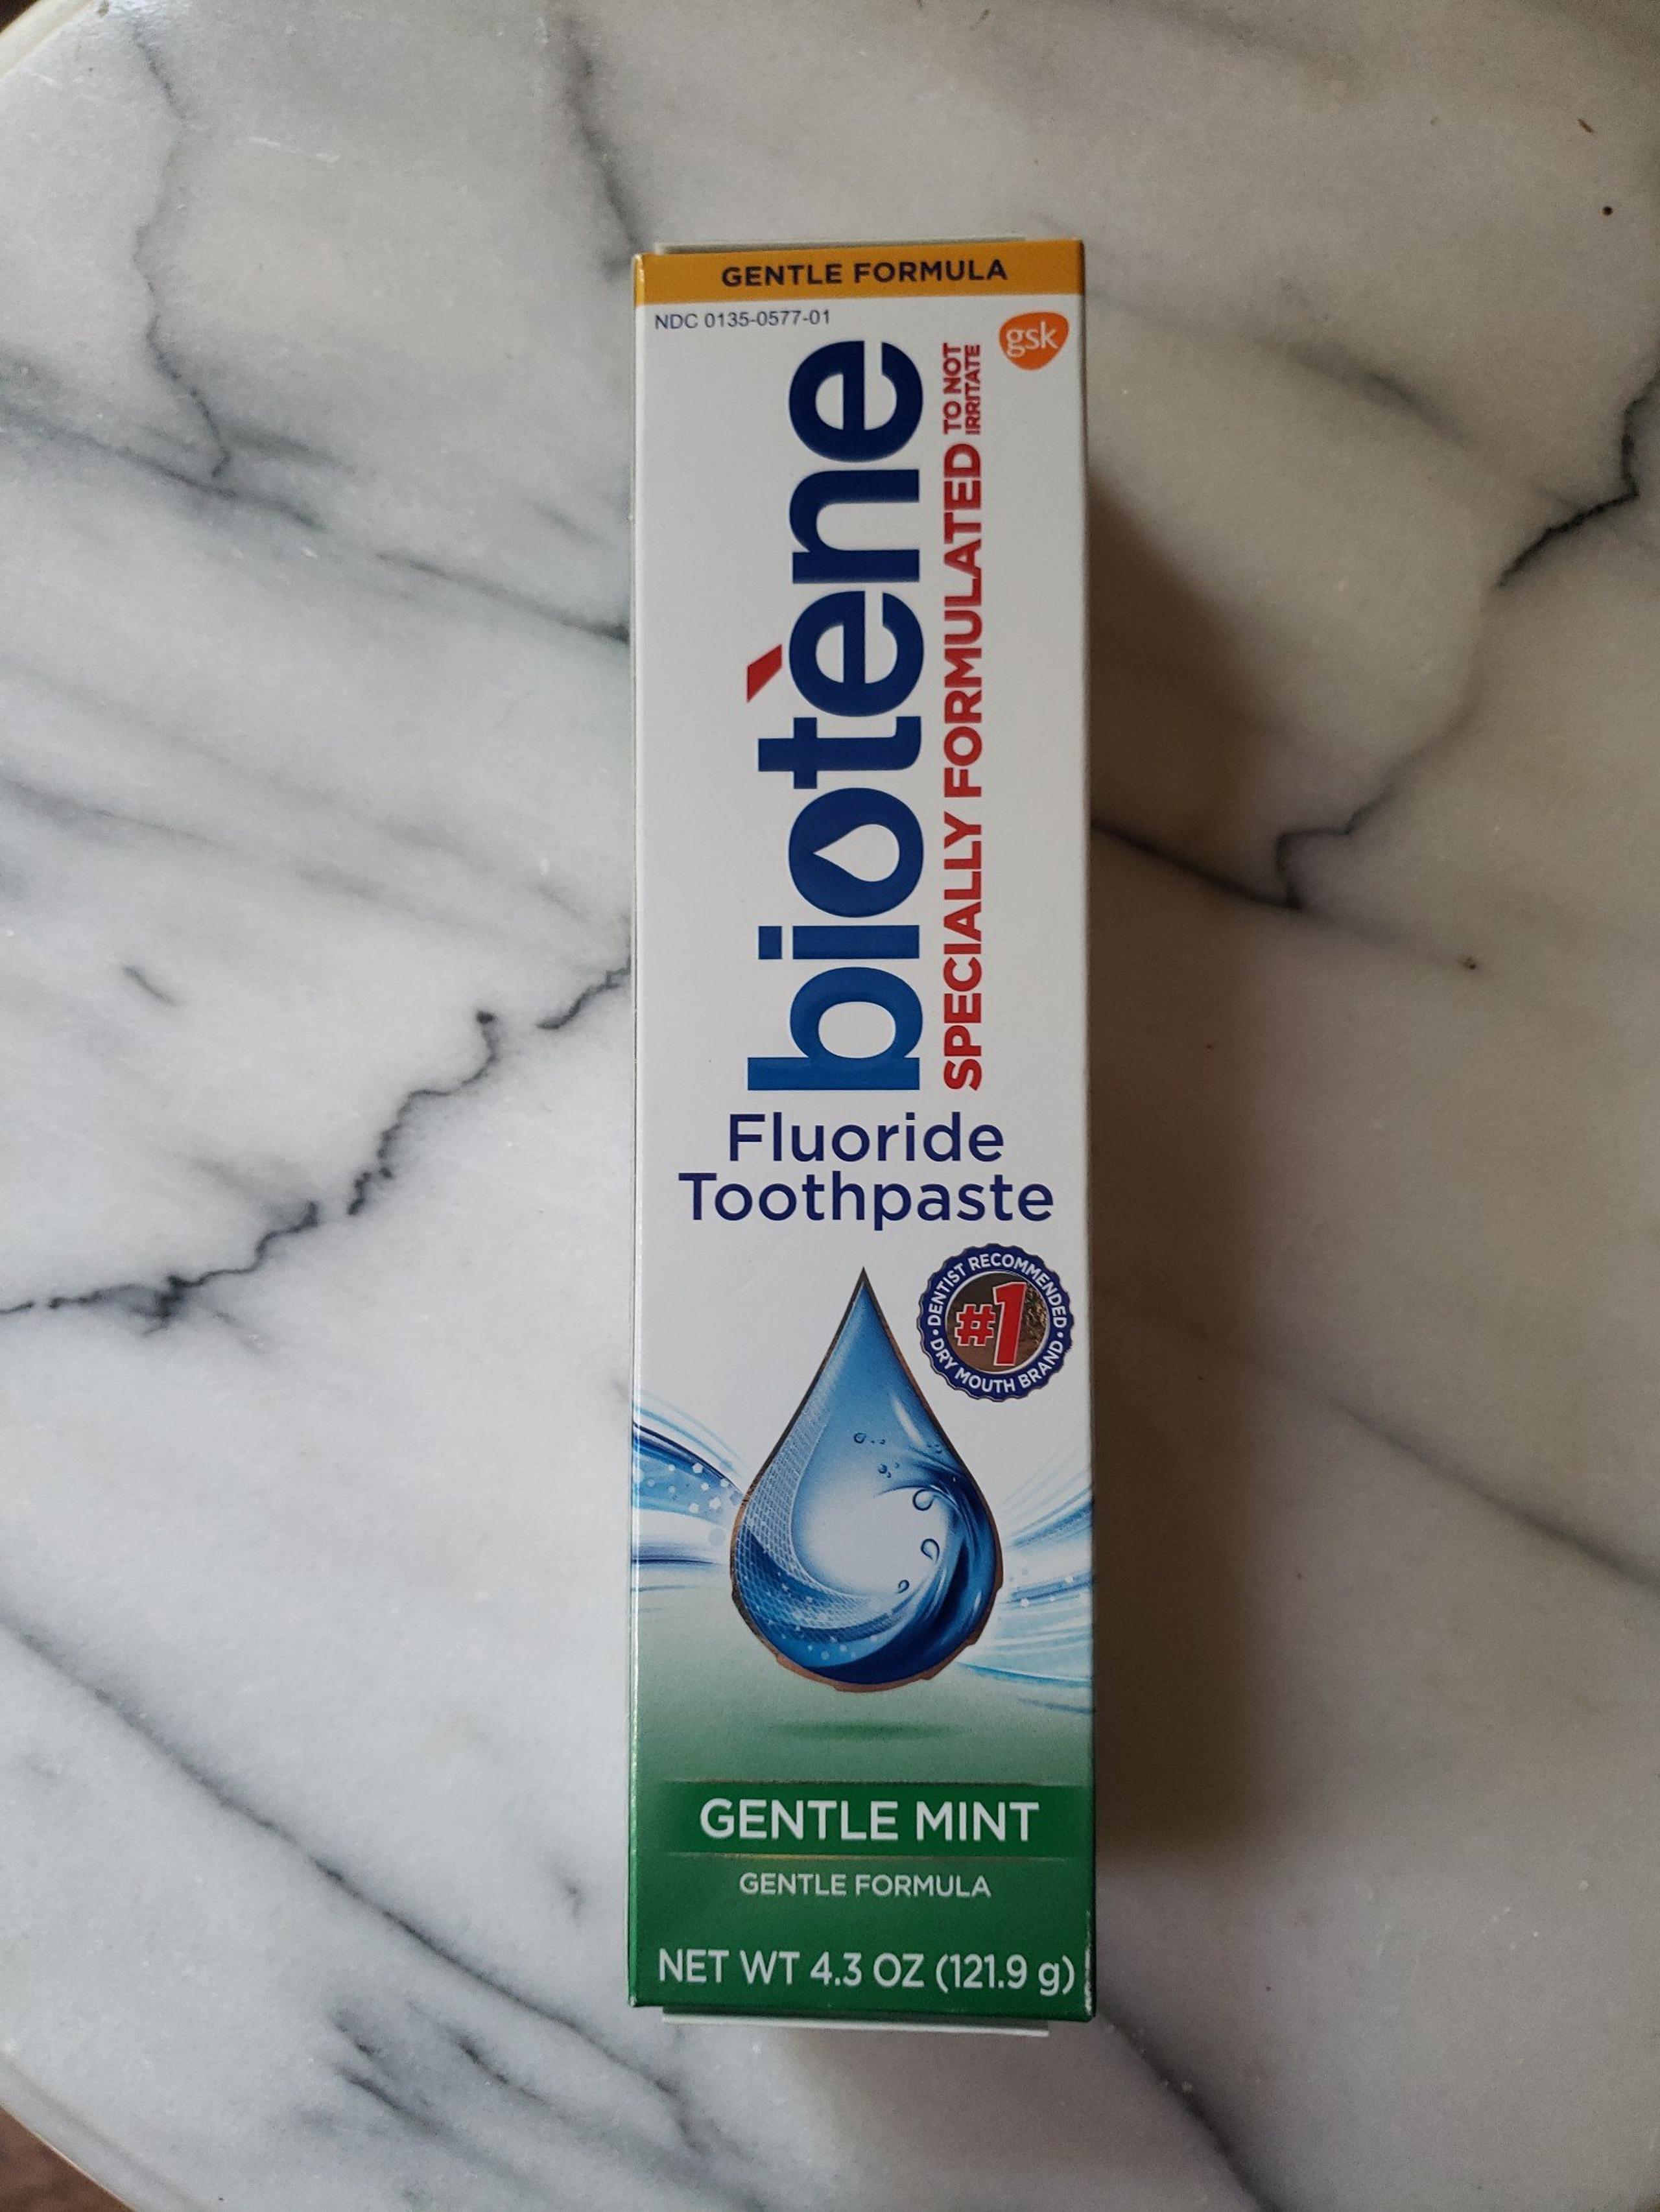 GENTLE FORMULA
NDC 0135-0577-01
gsk
biotène
SPECIALLY FORMULATED TO NOT
IRRITATE
Fluoride
Toothpaste
DENTIST RECOMMENDED
#1
DRY MOUTH BRAND
GENTLE MINT
GENTLE FORMULA
NET WT 4.3 OZ (121.9 g)